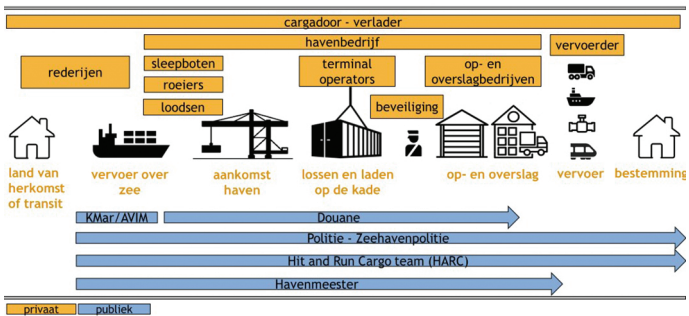 cargadoor - verlader
havenbedrijf
vervoerder
rederijen
sleepboten
roeiers
loodsen
terminal
operators
op- en
overslagbedrijven
beveiliging
land van
herkomst
of transit
vervoer over
zee
aankomst
haven
lossen en laden
op de kade
op- en overslag
vervoer
bestemming
KMar/AVIM
Douane
Politie - Zeehavenpolitie
Hit and Run Cargo team (HARC)
Havenmeester
privaat
publiek